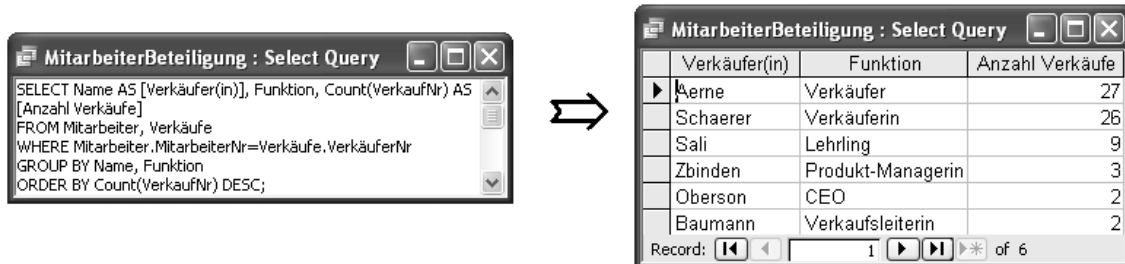 MitarbeiterBeteiligung : Select Query
SELECT Name AS [Verkäufer(in)], Funktion, Count(VerkaufNr) AS
[Anzahl Verkäufe]
FROM Mitarbeiter, Verkäufe
WHERE Mitarbeiter.MitarbeiterNr=Verkäufe.VerkäuferNr
GROUP BY Name, Funktion
ORDER BY Count(VerkaufNr) DESC;
MitarbeiterBeteiligung : Select Query
Verkäufer(in) Funktion Anzahl Verkäufe
Aerne Verkäufer 27
Schaerer Verkäuferin 26
Sali Lehrling 9
Zbinden Produkt-Managerin 3
Oberson CEO 2
Baumann Verkaufsleiterin 2
Record: 1 of 6